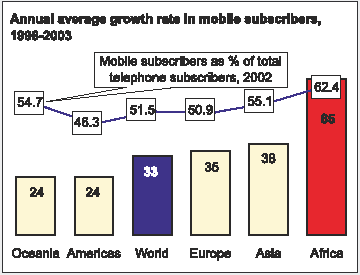 Annual average growth rate in mobile subscribers,
1998-2003
Mobile subscribers as % of total
telephone subscribers, 2002
54.7 46.3 51.5 50.9 55.1 62.4
24 24 33 35 38 65
Oceania Americas World Europe Asia Africa